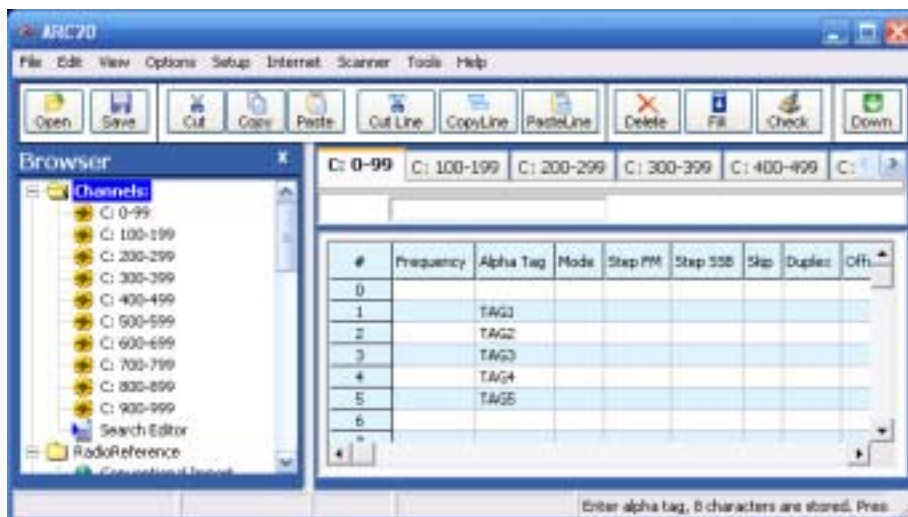 ARC20
File Edit View Options Setup Internet Scanner Tools Help
Open Save Cut Copy Paste Cut Line CopyLine PasteLine Delete Fill Check Down
Browser x
Channels:
C: 0-99
C: 100-199
C: 200-299
C: 300-399
C: 400-499
C: 500-599
C: 600-699
C: 700-799
C: 800-899
C: 900-999
Search Editor
RadioReference
Conventional Import
C: 0-99 C: 100-199 C: 200-299 C: 300-399 C: 400-499 C:
# Frequency Alpha Tag Mode Step FM Step SSB Skip Duplex
0
1 TAG1
2 TAG2
3 TAG3
4 TAG4
5 TAG5
6
Enter alpha tag, 8 characters are stored. Pres